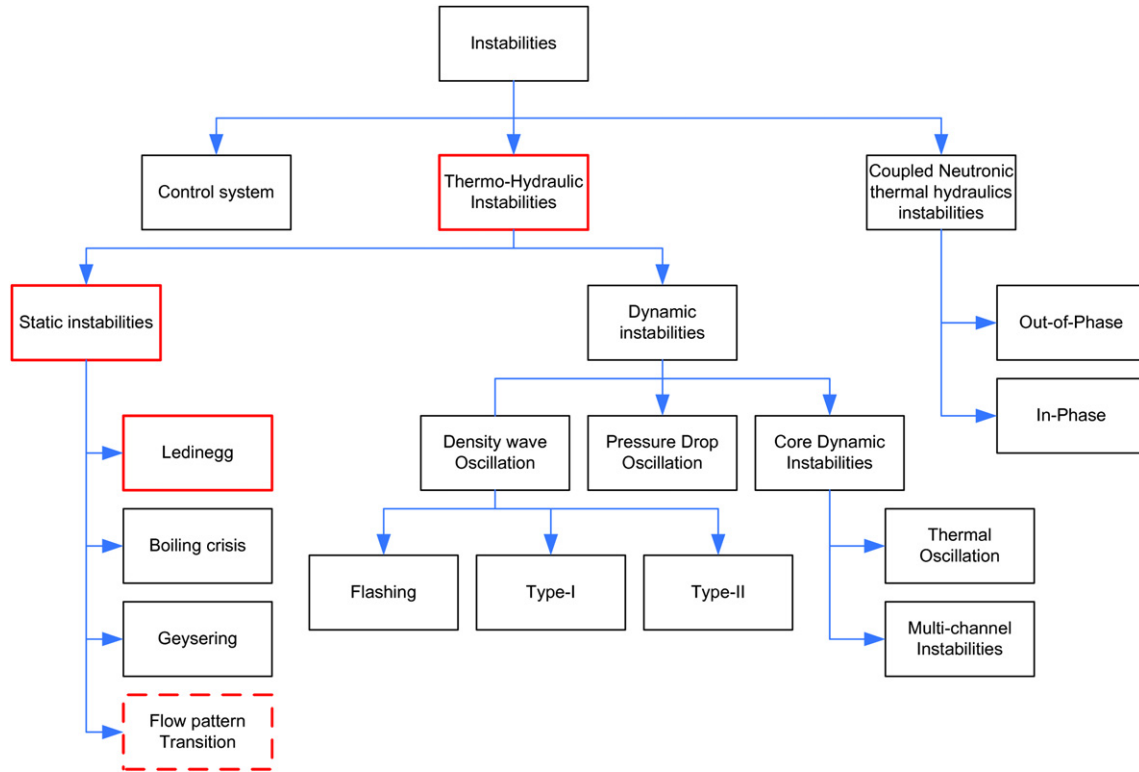 Instabilities
Control system
Thermo-Hydraulic
Instabilities
Coupled Neutronic
thermal hydraulics
instabilities
Static instabilities
Dynamic
instabilities
Out-of-Phase
In-Phase
Ledinegg
Density wave
Oscillation
Pressure Drop
Oscillation
Core Dynamic
Instabilities
Boiling crisis
Flashing
Type-I
Type-II
Thermal
Oscillation
Geysering
Multi-channel
Instabilities
Flow pattern
Transition